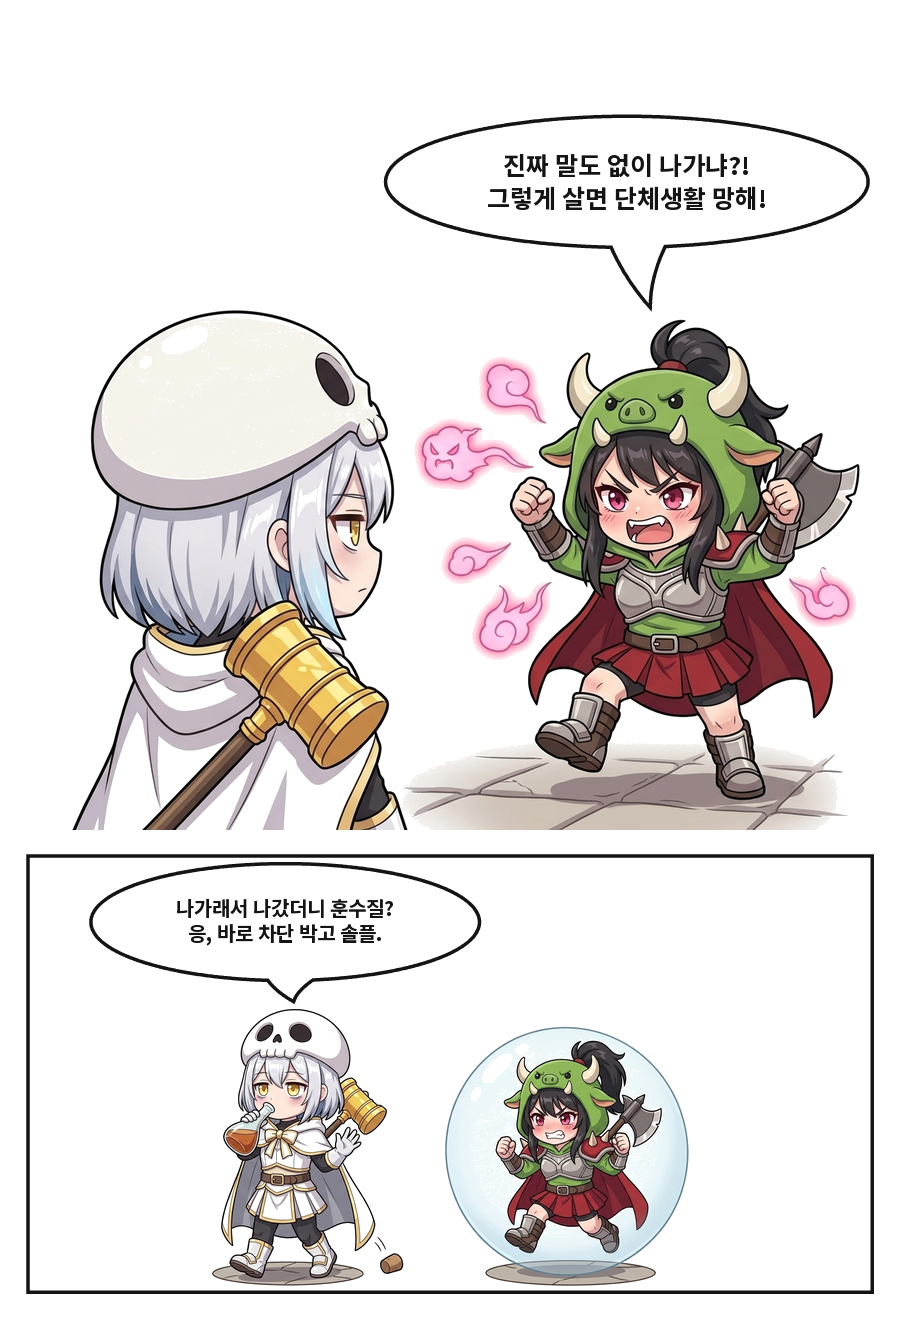 진짜 말도 없이 나가냐?!
그렇게 살면 단체생활 망해!
나가래서 나갔더니 훈수질?
응, 바로 차단 박고 솔플.